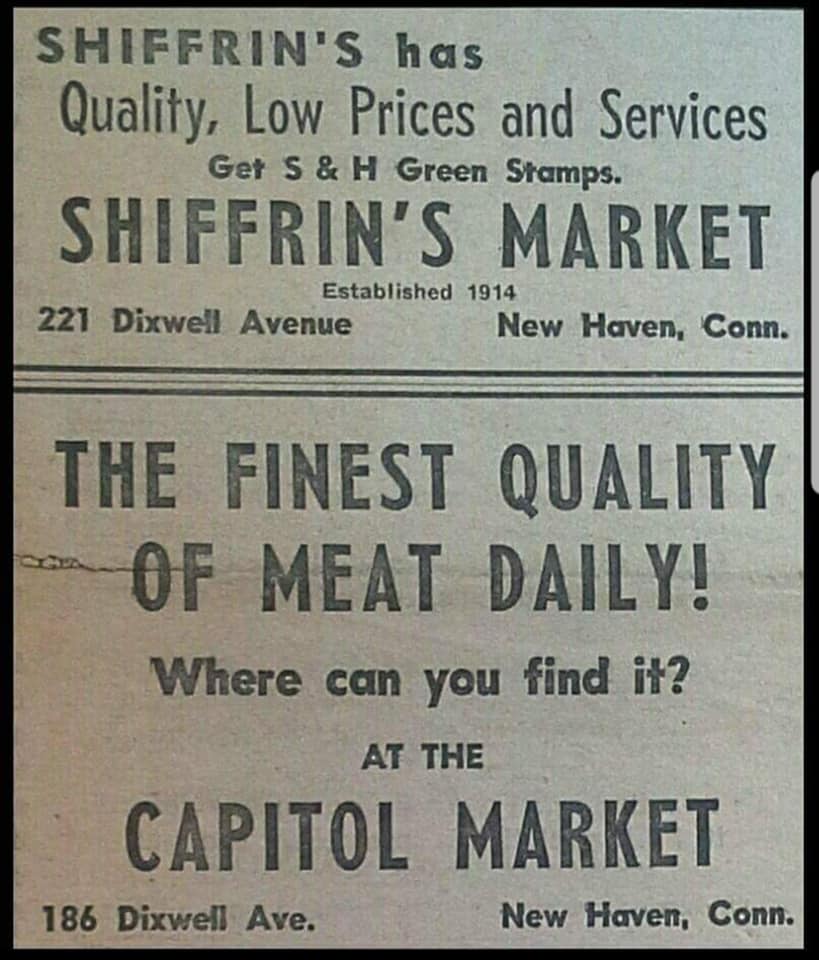 SHIFFRIN'S has
Quality, Low Prices and Services
Get S & H Green Stamps.
SHIFFRIN'S MARKET
Established 1914
221 Dixwell Avenue New Haven, Conn.
THE FINEST QUALITY
OF MEAT DAILY!
Where can you find it?
AT THE
CAPITOL MARKET
186 Dixwell Ave. New Haven, Conn.